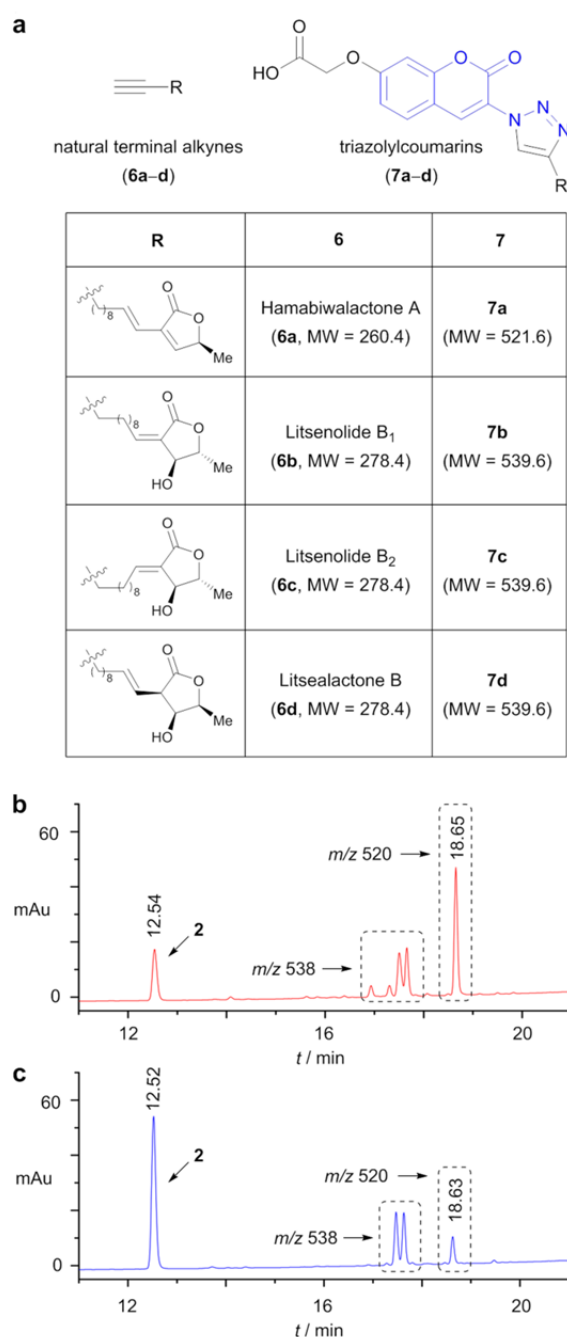 a
O
HO
O
O
O
N
N
N
R
R
natural terminal alkynes
(6a–d)
triazolylcoumarins
(7a–d)
R
6
7
8
O
O
Me
Hamabiwalactone A
(6a, MW = 260.4)
7a
(MW = 521.6)
8
O
O
Me
HO
Litsenolide B1
(6b, MW = 278.4)
7b
(MW = 539.6)
8
O
O
Me
HO
Litsenolide B2
(6c, MW = 278.4)
7c
(MW = 539.6)
8
O
O
Me
HO
Litsealactone B
(6d, MW = 278.4)
7d
(MW = 539.6)
b
60
mAu
0
12.54
2
m/z 538
m/z 520
18.65
12
16
20
t / min
c
60
mAu
0
12.52
2
m/z 538
m/z 520
18.63
12
16
20
t / min